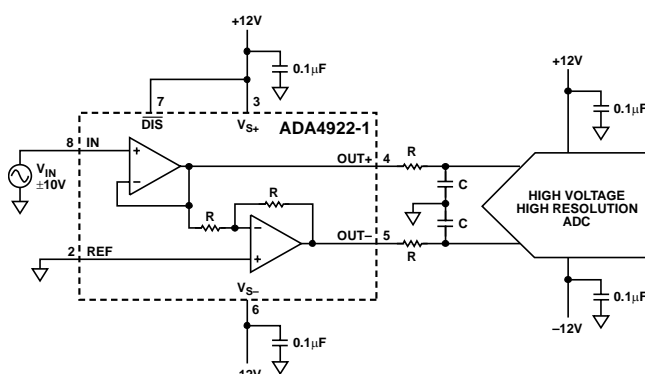 +12V
0.1µF
7
3
DIS
VS+
ADA4922-1
+12V
0.1µF
8
IN
VIN
±10V
OUT+
4
R
C
C
R
R
HIGH VOLTAGE
HIGH RESOLUTION
ADC
2
REF
OUT–
5
R
VS–
6
0.1µF
–12V
0.1µF
12V